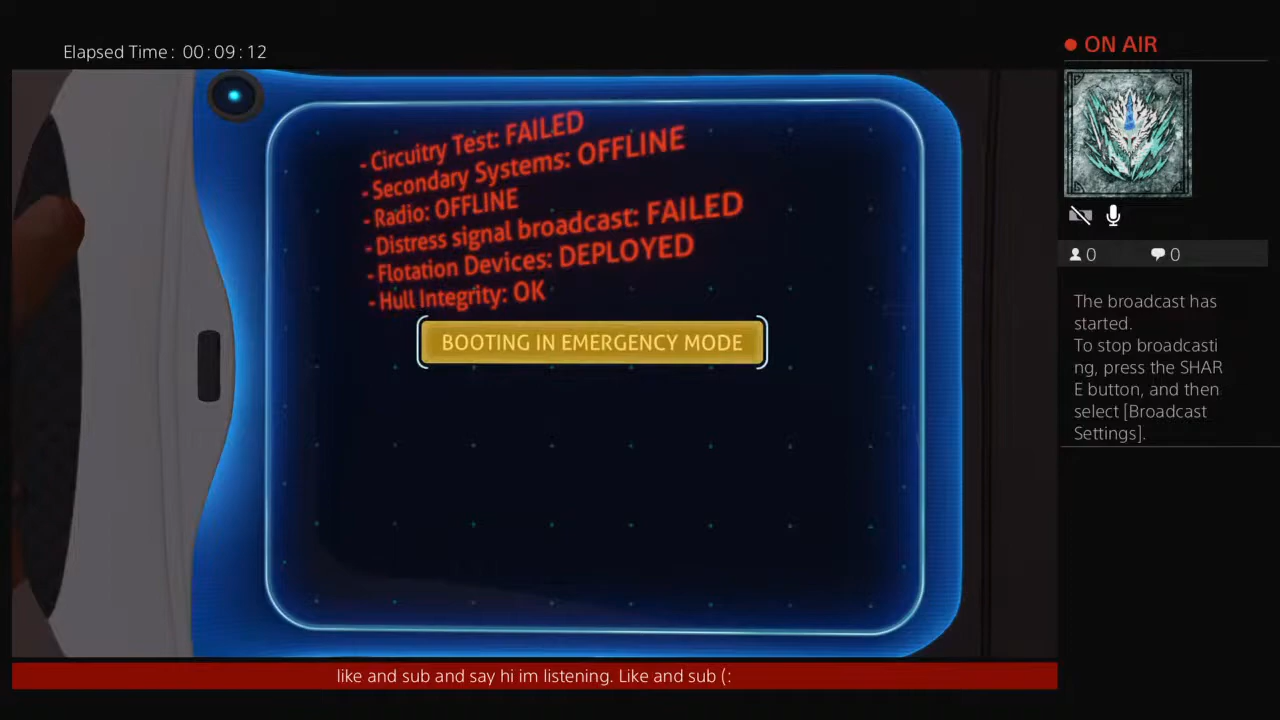 Elapsed Time: 00:09:12
ON AIR
- Circuitry Test: FAILED
- Secondary Systems: OFFLINE
- Radio: OFFLINE
- Distress signal broadcast: FAILED
- Flotation Devices: DEPLOYED
- Hull Integrity: OK
BOOTING IN EMERGENCY MODE
0 0
The broadcast has
started.
To stop broadcasti
ng, press the SHAR
E button, and then
select [Broadcast
Settings].
like and sub and say hi im listening. Like and sub (: